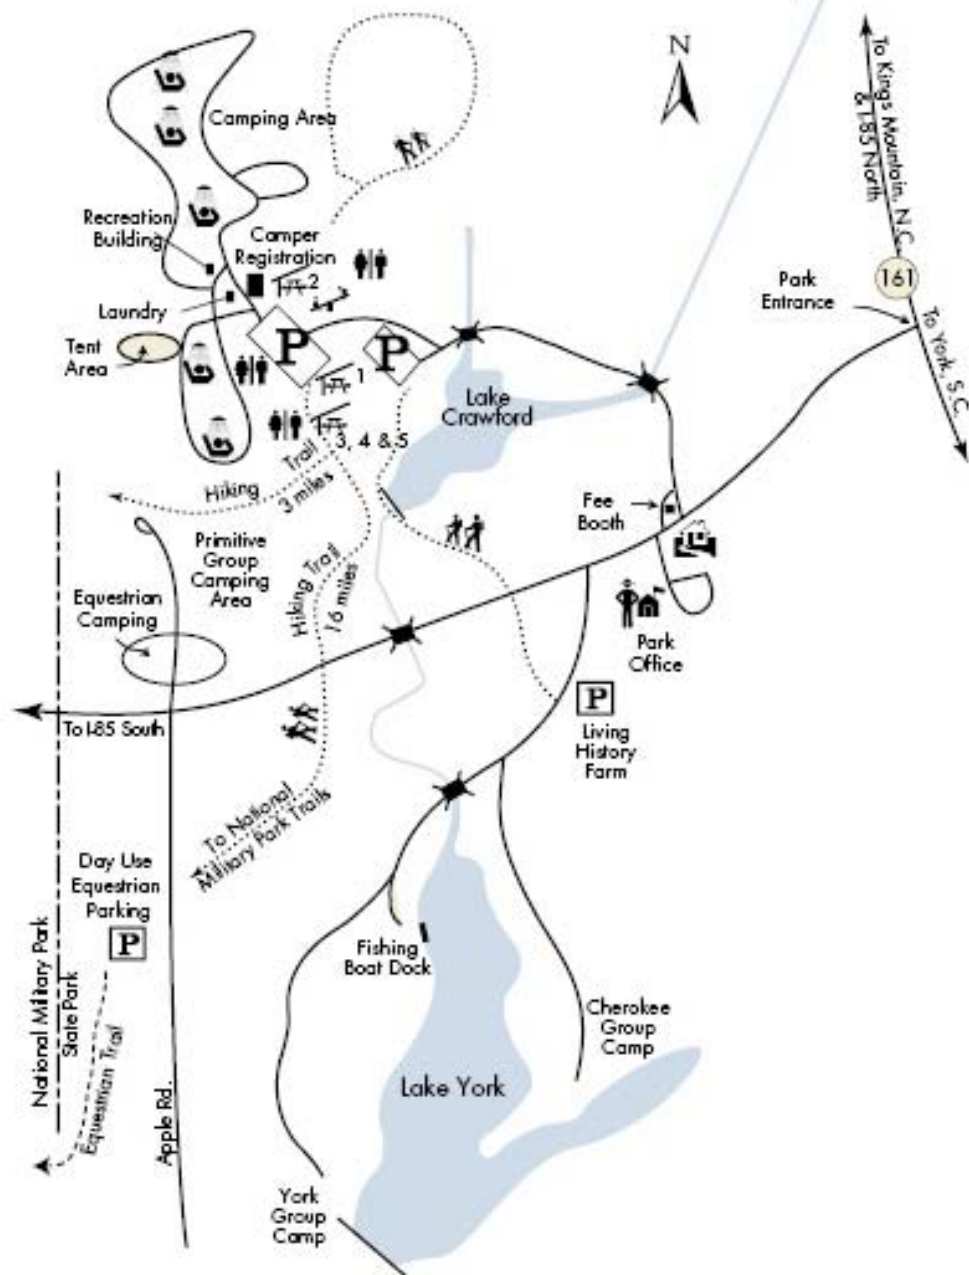 N
To Kings Mountain, N.C.
& I-85 North
161
To York, S.C.
Park
Entrance
Camping Area
Recreation
Building
Camper
Registration
2
Laundry
Tent
Area
P
P
1
3, 4 & 5
Lake
Crawford
Hiking Trail
3 miles
Fee
Booth
Primitive
Group
Camping
Area
Hiking Trail
16 miles
Equestrian
Camping
Park
Office
To I-85 South
P
Living
History
Farm
To National
Military Park Trails
Day Use
Equestrian
Parking
P
Fishing
Boat Dock
National Military Park
State Park
Equestrian Trail
Apple Rd.
Cherokee
Group
Camp
Lake York
York
Group
Camp